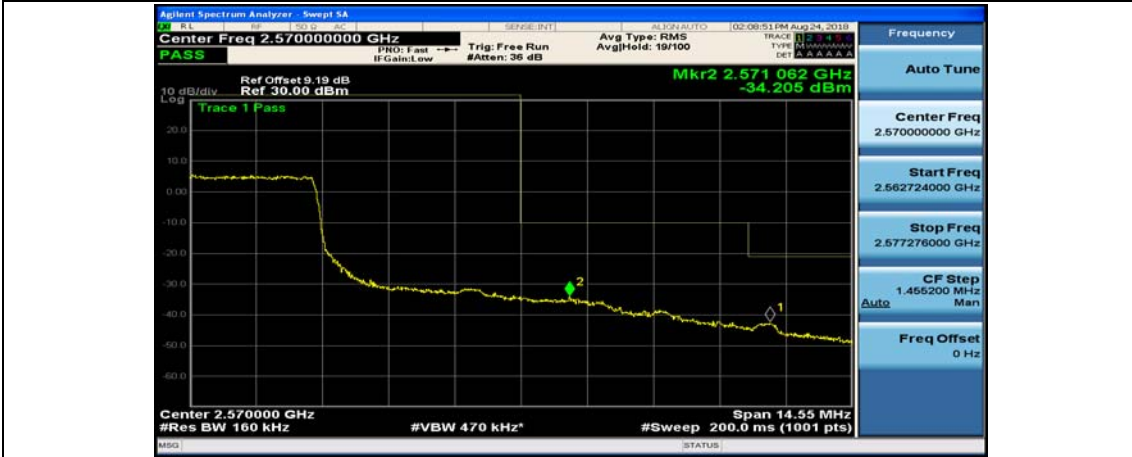 Agilent Spectrum Analyzer - Swept SA
RL RF 50 Ω AC SENSE:INT ALIGN AUTO 02:08:51 PM Aug 24, 2018
Center Freq 2.570000000 GHz
PNO: Fast
IFGain:Low
Trig: Free Run
#Atten: 36 dB
Avg Type: RMS
Avg|Hold: 19/100
TRACE 1 2 3 4 5 6
TYPE M
DET A A A A A A
PASS
Ref Offset 9.19 dB
Ref 30.00 dBm
10 dB/div
Log
Mkr2 2.571 062 GHz
-34.205 dBm
Trace 1 Pass
20.0
10.0
0.00
-10.0
-20.0
-30.0
-40.0
-50.0
-60.0
2
1
Center 2.570000 GHz
Span 14.55 MHz
#Res BW 160 kHz
#VBW 470 kHz*
#Sweep 200.0 ms (1001 pts)
MSG
STATUS
Frequency
Auto Tune
Center Freq
2.570000000 GHz
Start Freq
2.562724000 GHz
Stop Freq
2.577276000 GHz
CF Step
1.455200 MHz
Auto Man
Freq Offset
0 Hz